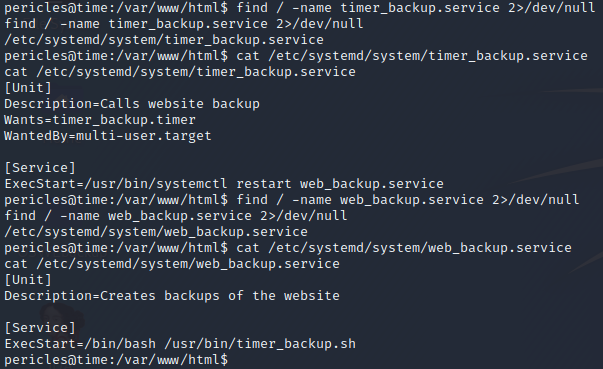 pericles@time:/var/www/html$ find / -name timer_backup.service 2>/dev/null
find / -name timer_backup.service 2>/dev/null
/etc/systemd/system/timer_backup.service
pericles@time:/var/www/html$ cat /etc/systemd/system/timer_backup.service
cat /etc/systemd/system/timer_backup.service
[Unit]
Description=Calls website backup
Wants=timer_backup.timer
WantedBy=multi-user.target

[Service]
ExecStart=/usr/bin/systemctl restart web_backup.service
pericles@time:/var/www/html$ find / -name web_backup.service 2>/dev/null
find / -name web_backup.service 2>/dev/null
/etc/systemd/system/web_backup.service
pericles@time:/var/www/html$ cat /etc/systemd/system/web_backup.service
cat /etc/systemd/system/web_backup.service
[Unit]
Description=Creates backups of the website

[Service]
ExecStart=/bin/bash /usr/bin/timer_backup.sh
pericles@time:/var/www/html$